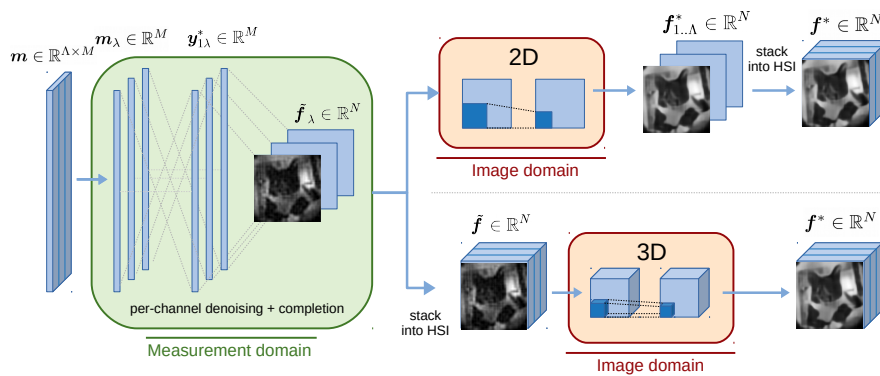 𝒎 ∈ ℝ^{Λ×M}
𝒎_λ ∈ ℝ^M
𝒚*_{1λ} ∈ ℝ^M
𝒇̃_λ ∈ ℝ^N
per-channel denoising + completion
Measurement domain
2D
Image domain
𝒇*_{1..Λ} ∈ ℝ^N
stack
into HSI
𝒇* ∈ ℝ^N
stack
into HSI
𝒇̃ ∈ ℝ^N
3D
Image domain
𝒇* ∈ ℝ^N